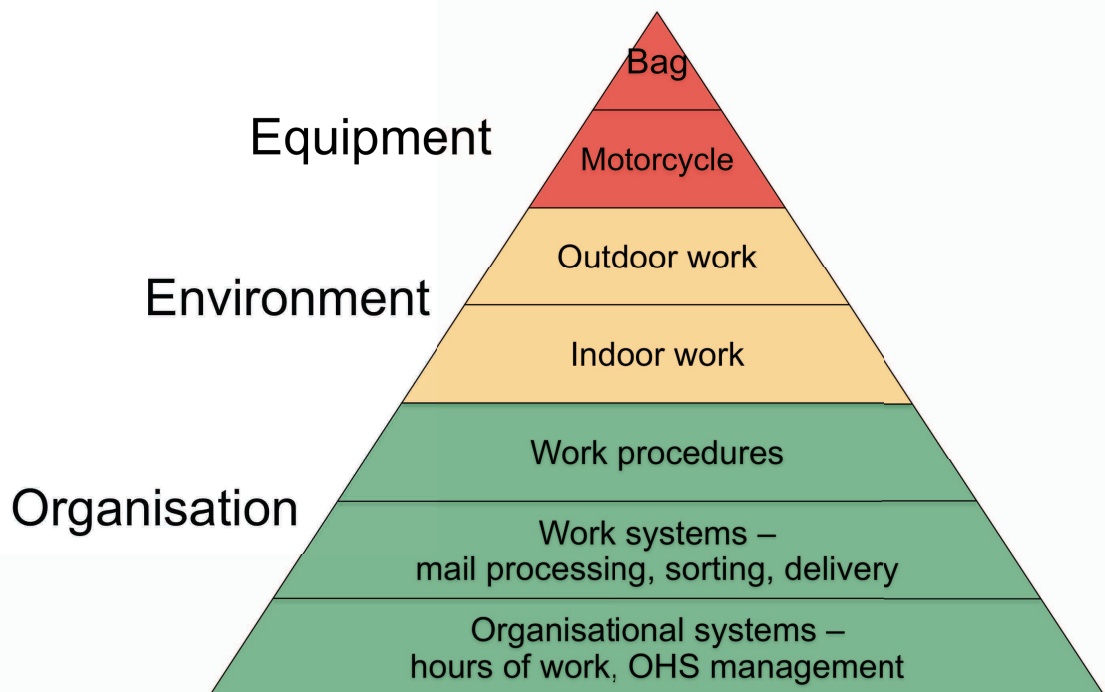 Bag
Equipment
Motorcycle
Outdoor work
Environment
Indoor work
Work procedures
Organisation
Work systems –
mail processing, sorting, delivery
Organisational systems –
hours of work, OHS management